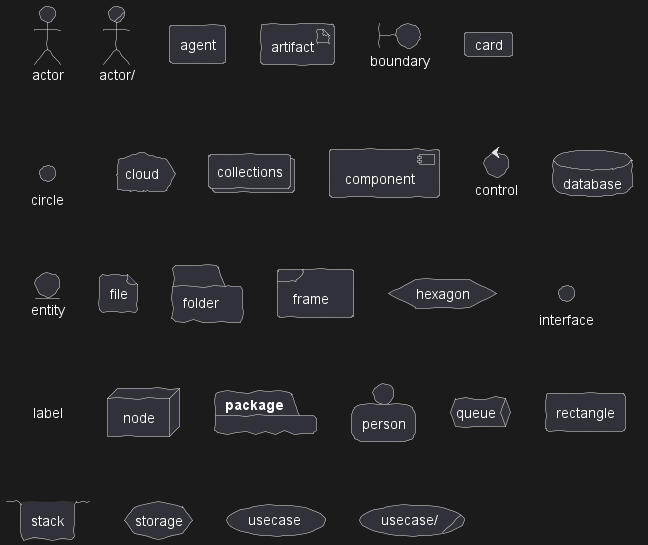 actor
actor/
agent
artifact
boundary
card
circle
cloud
collections
component
control
database
entity
file
folder
frame
hexagon
interface
label
node
package
person
queue
rectangle
stack
storage
usecase
usecase/